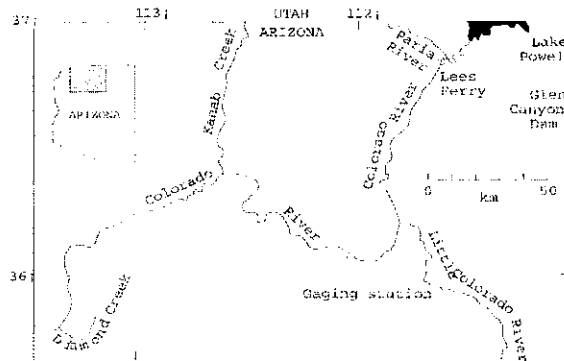 37
113
UTAH
112
ARIZONA
Paria
River
Lake
Powell
Lees
Ferry
Glen
Canyon
Dam
ARIZONA
Kanab Creek
Colorado River
0 50
km
Colorado
River
Little Colorado River
36
Gaging station
Diamond Creek